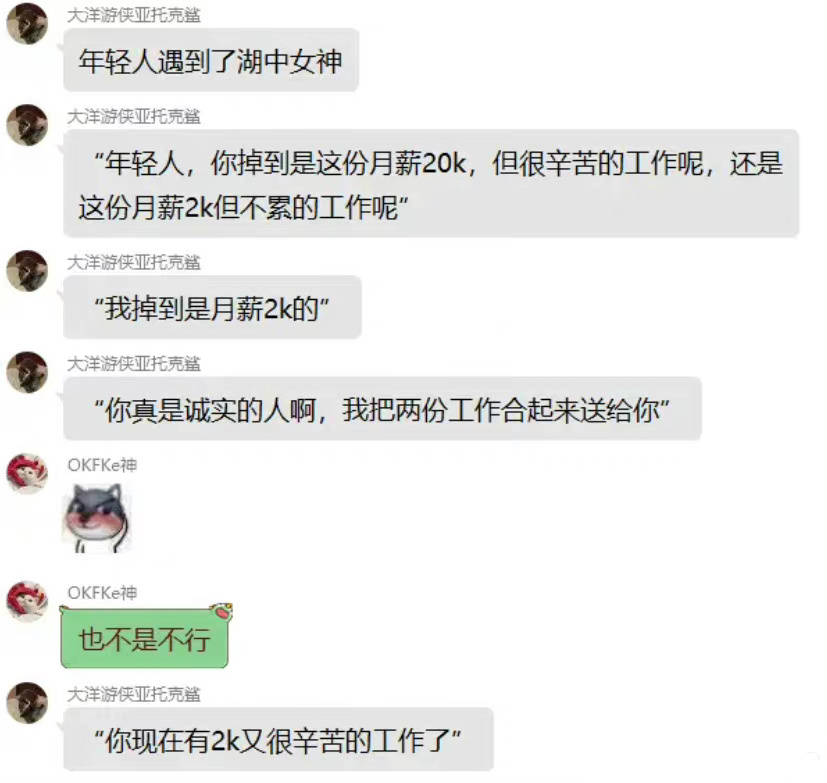 大洋游侠亚托克鲨
年轻人遇到了湖中女神
大洋游侠亚托克鲨
“年轻人，你掉到是这份月薪20k，但很辛苦的工作呢，还是
这份月薪2k但不累的工作呢”
大洋游侠亚托克鲨
“我掉到是月薪2k的”
大洋游侠亚托克鲨
“你真是诚实的人啊，我把两份工作合起来送给你”
OKFKe神
OKFKe神
也不是不行
大洋游侠亚托克鲨
“你现在有2k又很辛苦的工作了”